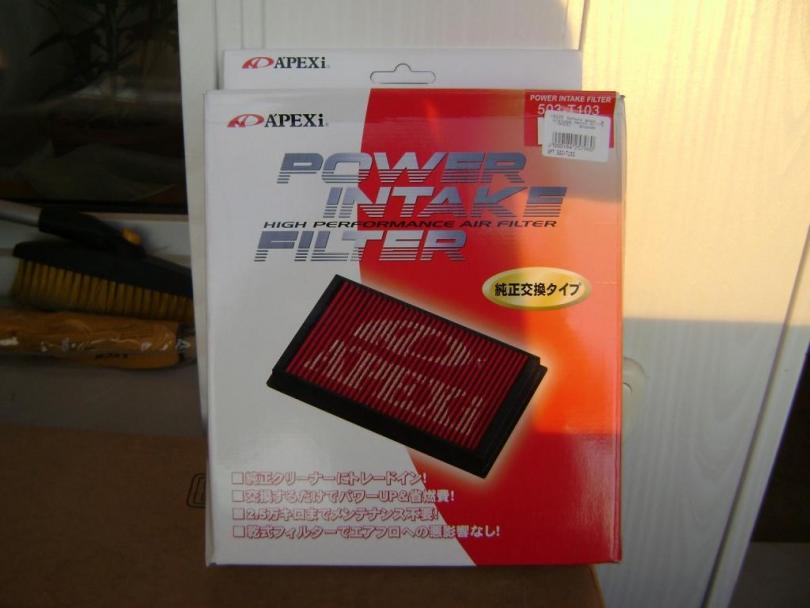 APEXi
APEXi
POWER INTAKE FILTER
503-T103
POWER
INTAKE
HIGH PERFORMANCE AIR FILTER
FILTER
純正交換タイプ
APEXi
■純正クリーナーにトレードイン!
■交換するだけでパワーUP&省燃費!
■2.5万キロまでメンテナンス不要!
■乾式フィルターでエアフロへの悪影響なし!